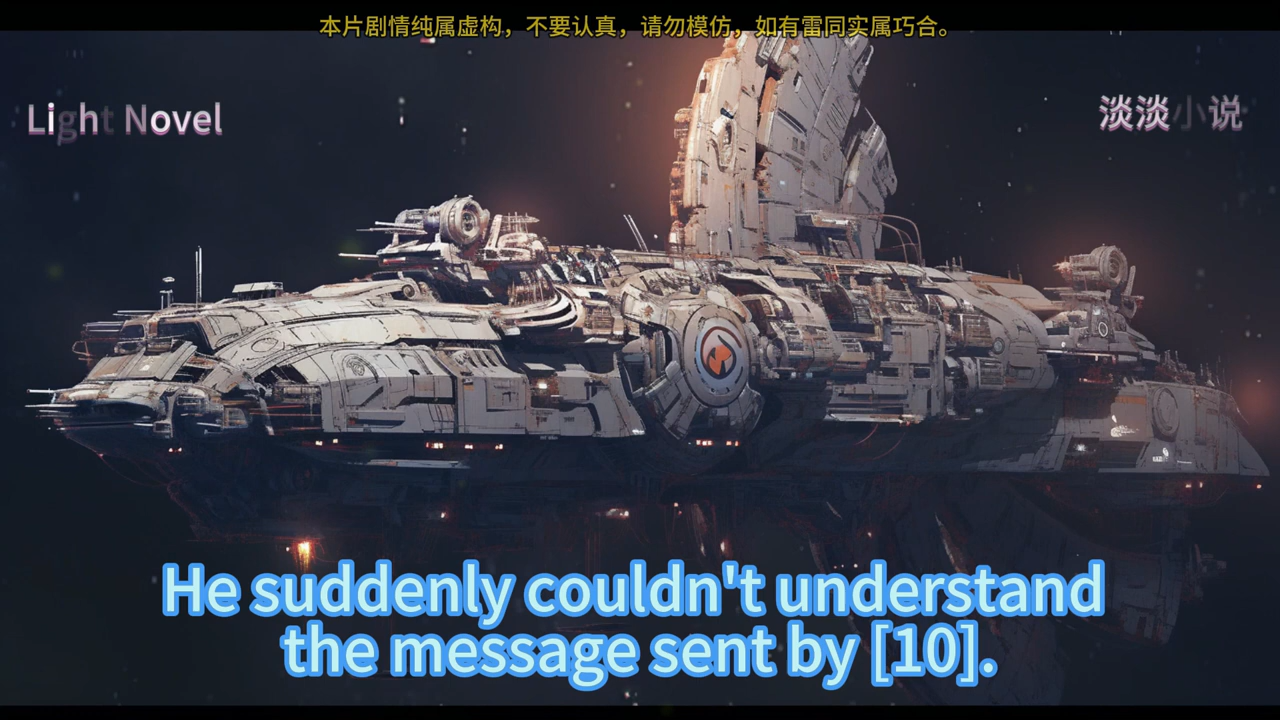 本片剧情纯属虚构，不要认真，请勿模仿，如有雷同实属巧合。
Light Novel
淡淡小说
He suddenly couldn't understand
the message sent by [10].